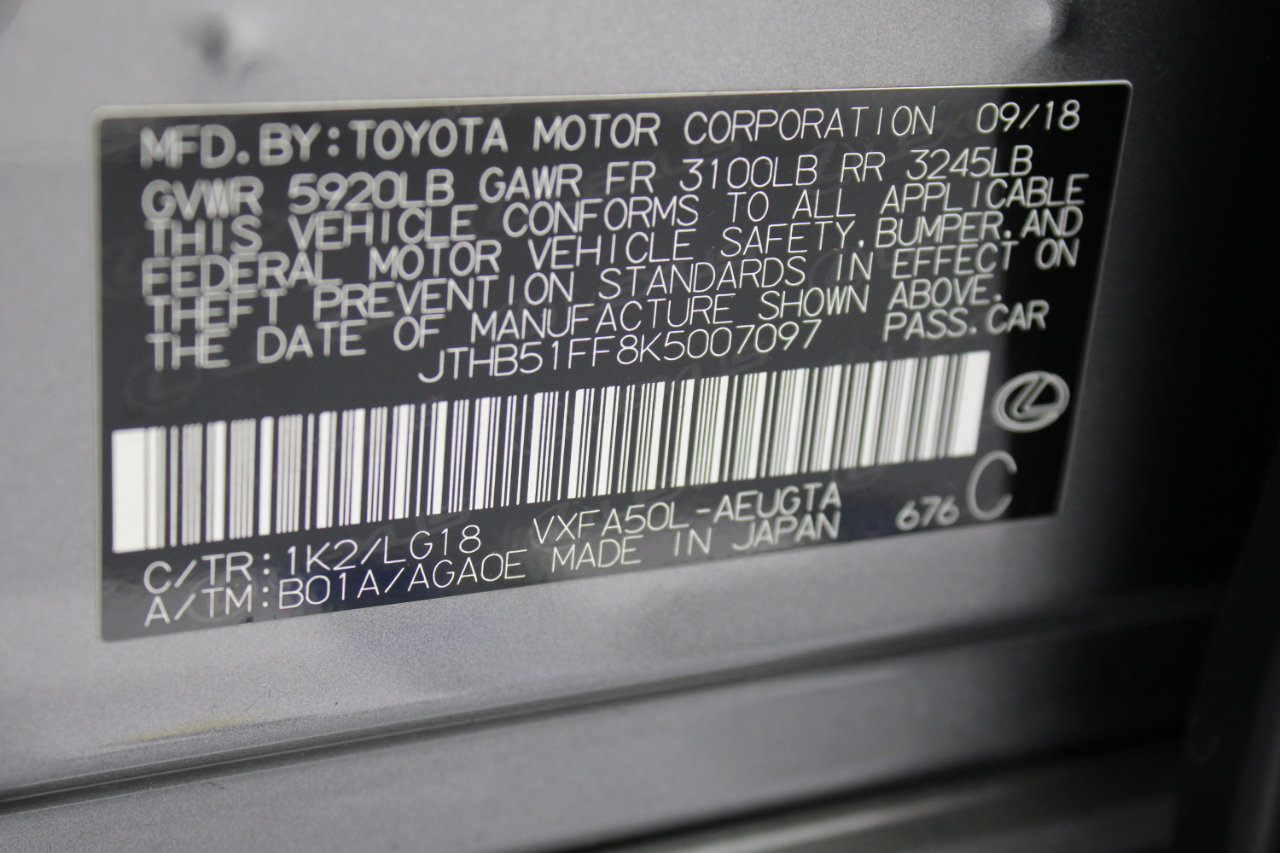 MFD. BY: TOYOTA MOTOR CORPORATION 09/18
GVWR 5920LB GAWR FR 3100LB RR 3245LB
THIS VEHICLE CONFORMS TO ALL APPLICABLE
FEDERAL MOTOR VEHICLE SAFETY, BUMPER, AND
THEFT PREVENTION STANDARDS IN EFFECT ON
THE DATE OF MANUFACTURE SHOWN ABOVE.
JTHB51FF8K5007097 PASS. CAR
C/TR: 1K2/LG18 VXFA50L-AEUGTA 676 C
A/TM: B01A/AGA0E MADE IN JAPAN